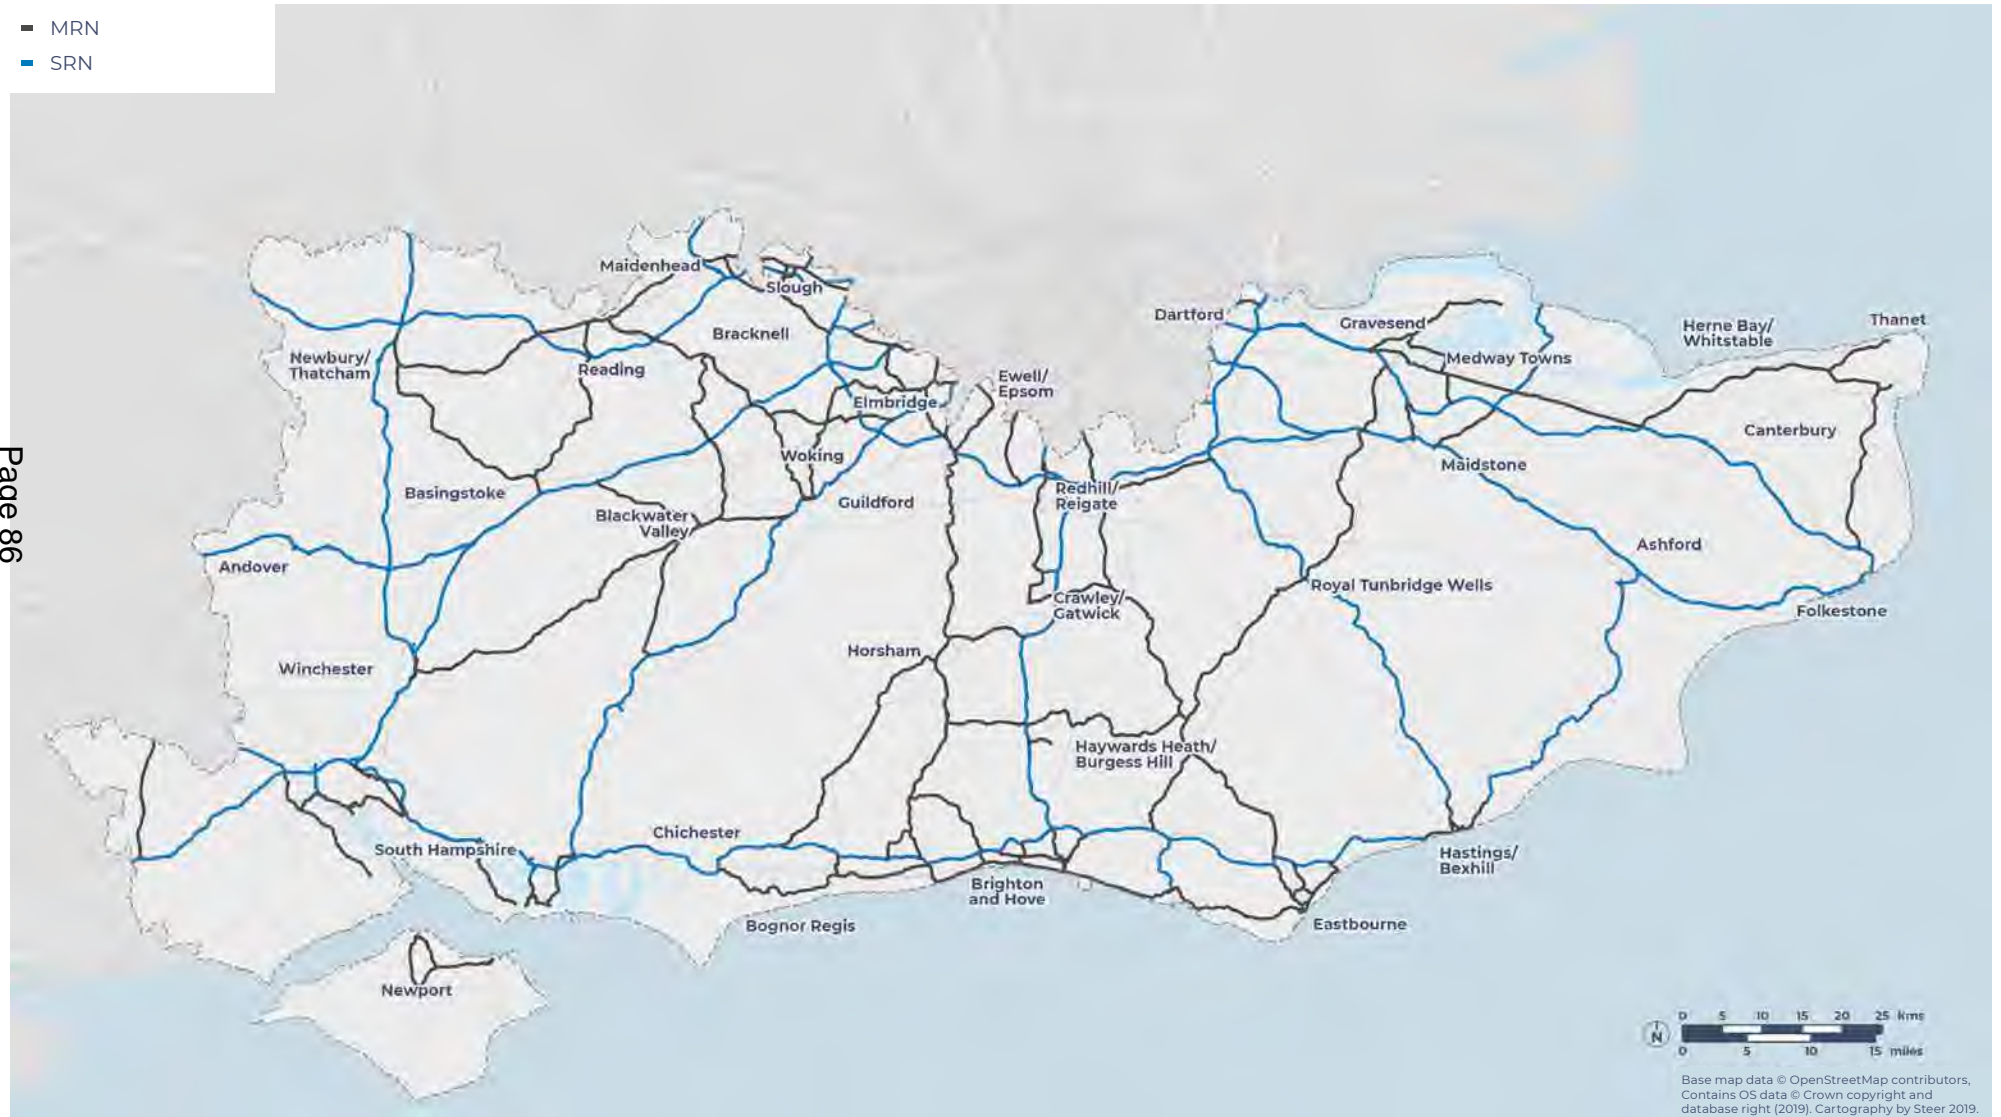 MRN
SRN
Page 86
Maidenhead
Slough
Bracknell
Newbury/
Thatcham
Reading
Elmbridge
Ewell/
Epsom
Dartford
Gravesend
Medway Towns
Herne Bay/
Whitstable
Thanet
Canterbury
Woking
Maidstone
Basingstoke
Guildford
Redhill/
Reigate
Blackwater
Valley
Andover
Ashford
Royal Tunbridge Wells
Crawley/
Gatwick
Folkestone
Horsham
Winchester
Haywards Heath/
Burgess Hill
Chichester
South Hampshire
Hastings/
Bexhill
Brighton
and Hove
Bognor Regis
Eastbourne
Newport
0 5 10 15 20 25 kms
N
0 5 10 15 miles
Base map data © OpenStreetMap contributors,
Contains OS data © Crown copyright and
database right (2019). Cartography by Steer 2019.